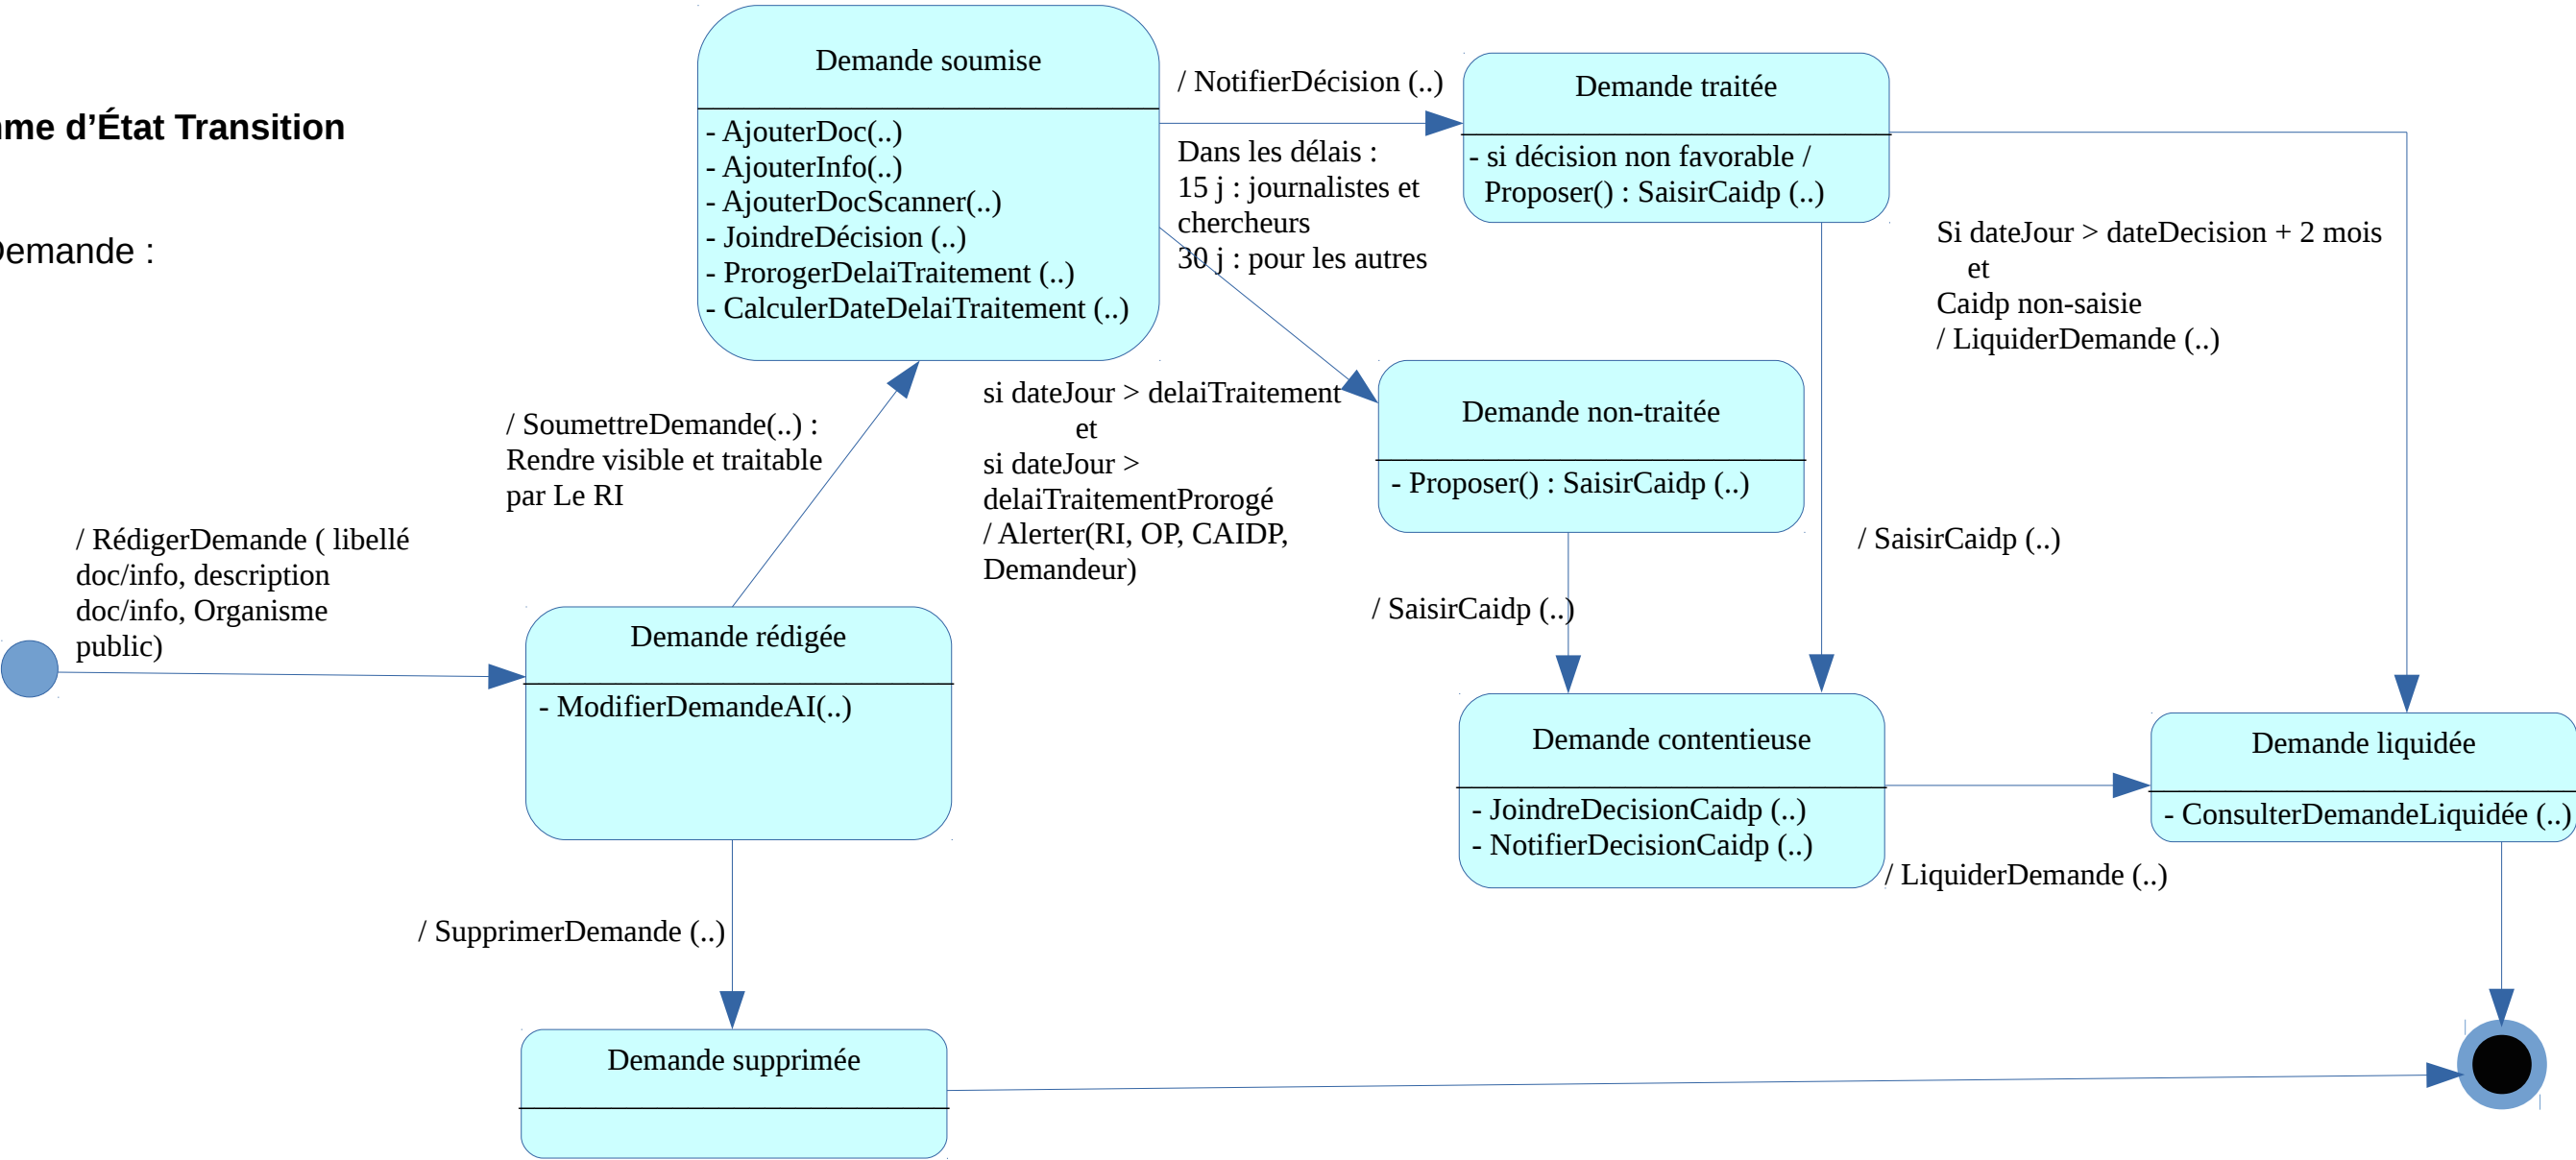 me d’État Transition
Demande :
Demande soumise
- AjouterDoc(..)
- AjouterInfo(..)
- AjouterDocScanner(..)
- JoindreDécision (..)
- ProrogerDelaiTraitement (..)
- CalculerDateDelaiTraitement (..)
/ NotifierDécision (..)
Dans les délais :
15 j : journalistes et
chercheurs
30 j : pour les autres
Demande traitée
- si décision non favorable /
Proposer() : SaisirCaidp (..)
Si dateJour > dateDecision + 2 mois
et
Caidp non-saisie
/ LiquiderDemande (..)
/ SoumettreDemande(..) :
Rendre visible et traitable
par Le RI
si dateJour > delaiTraitement
et
si dateJour >
delaiTraitementProrogé
/ Alerter(RI, OP, CAIDP,
Demandeur)
Demande non-traitée
- Proposer() : SaisirCaidp (..)
/ SaisirCaidp (..)
/ SaisirCaidp (..)
/ RédigerDemande ( libellé
doc/info, description
doc/info, Organisme
public)
Demande rédigée
- ModifierDemandeAI(..)
Demande contentieuse
- JoindreDecisionCaidp (..)
- NotifierDecisionCaidp (..)
/ LiquiderDemande (..)
Demande liquidée
- ConsulterDemandeLiquidée (..)
/ SupprimerDemande (..)
Demande supprimée